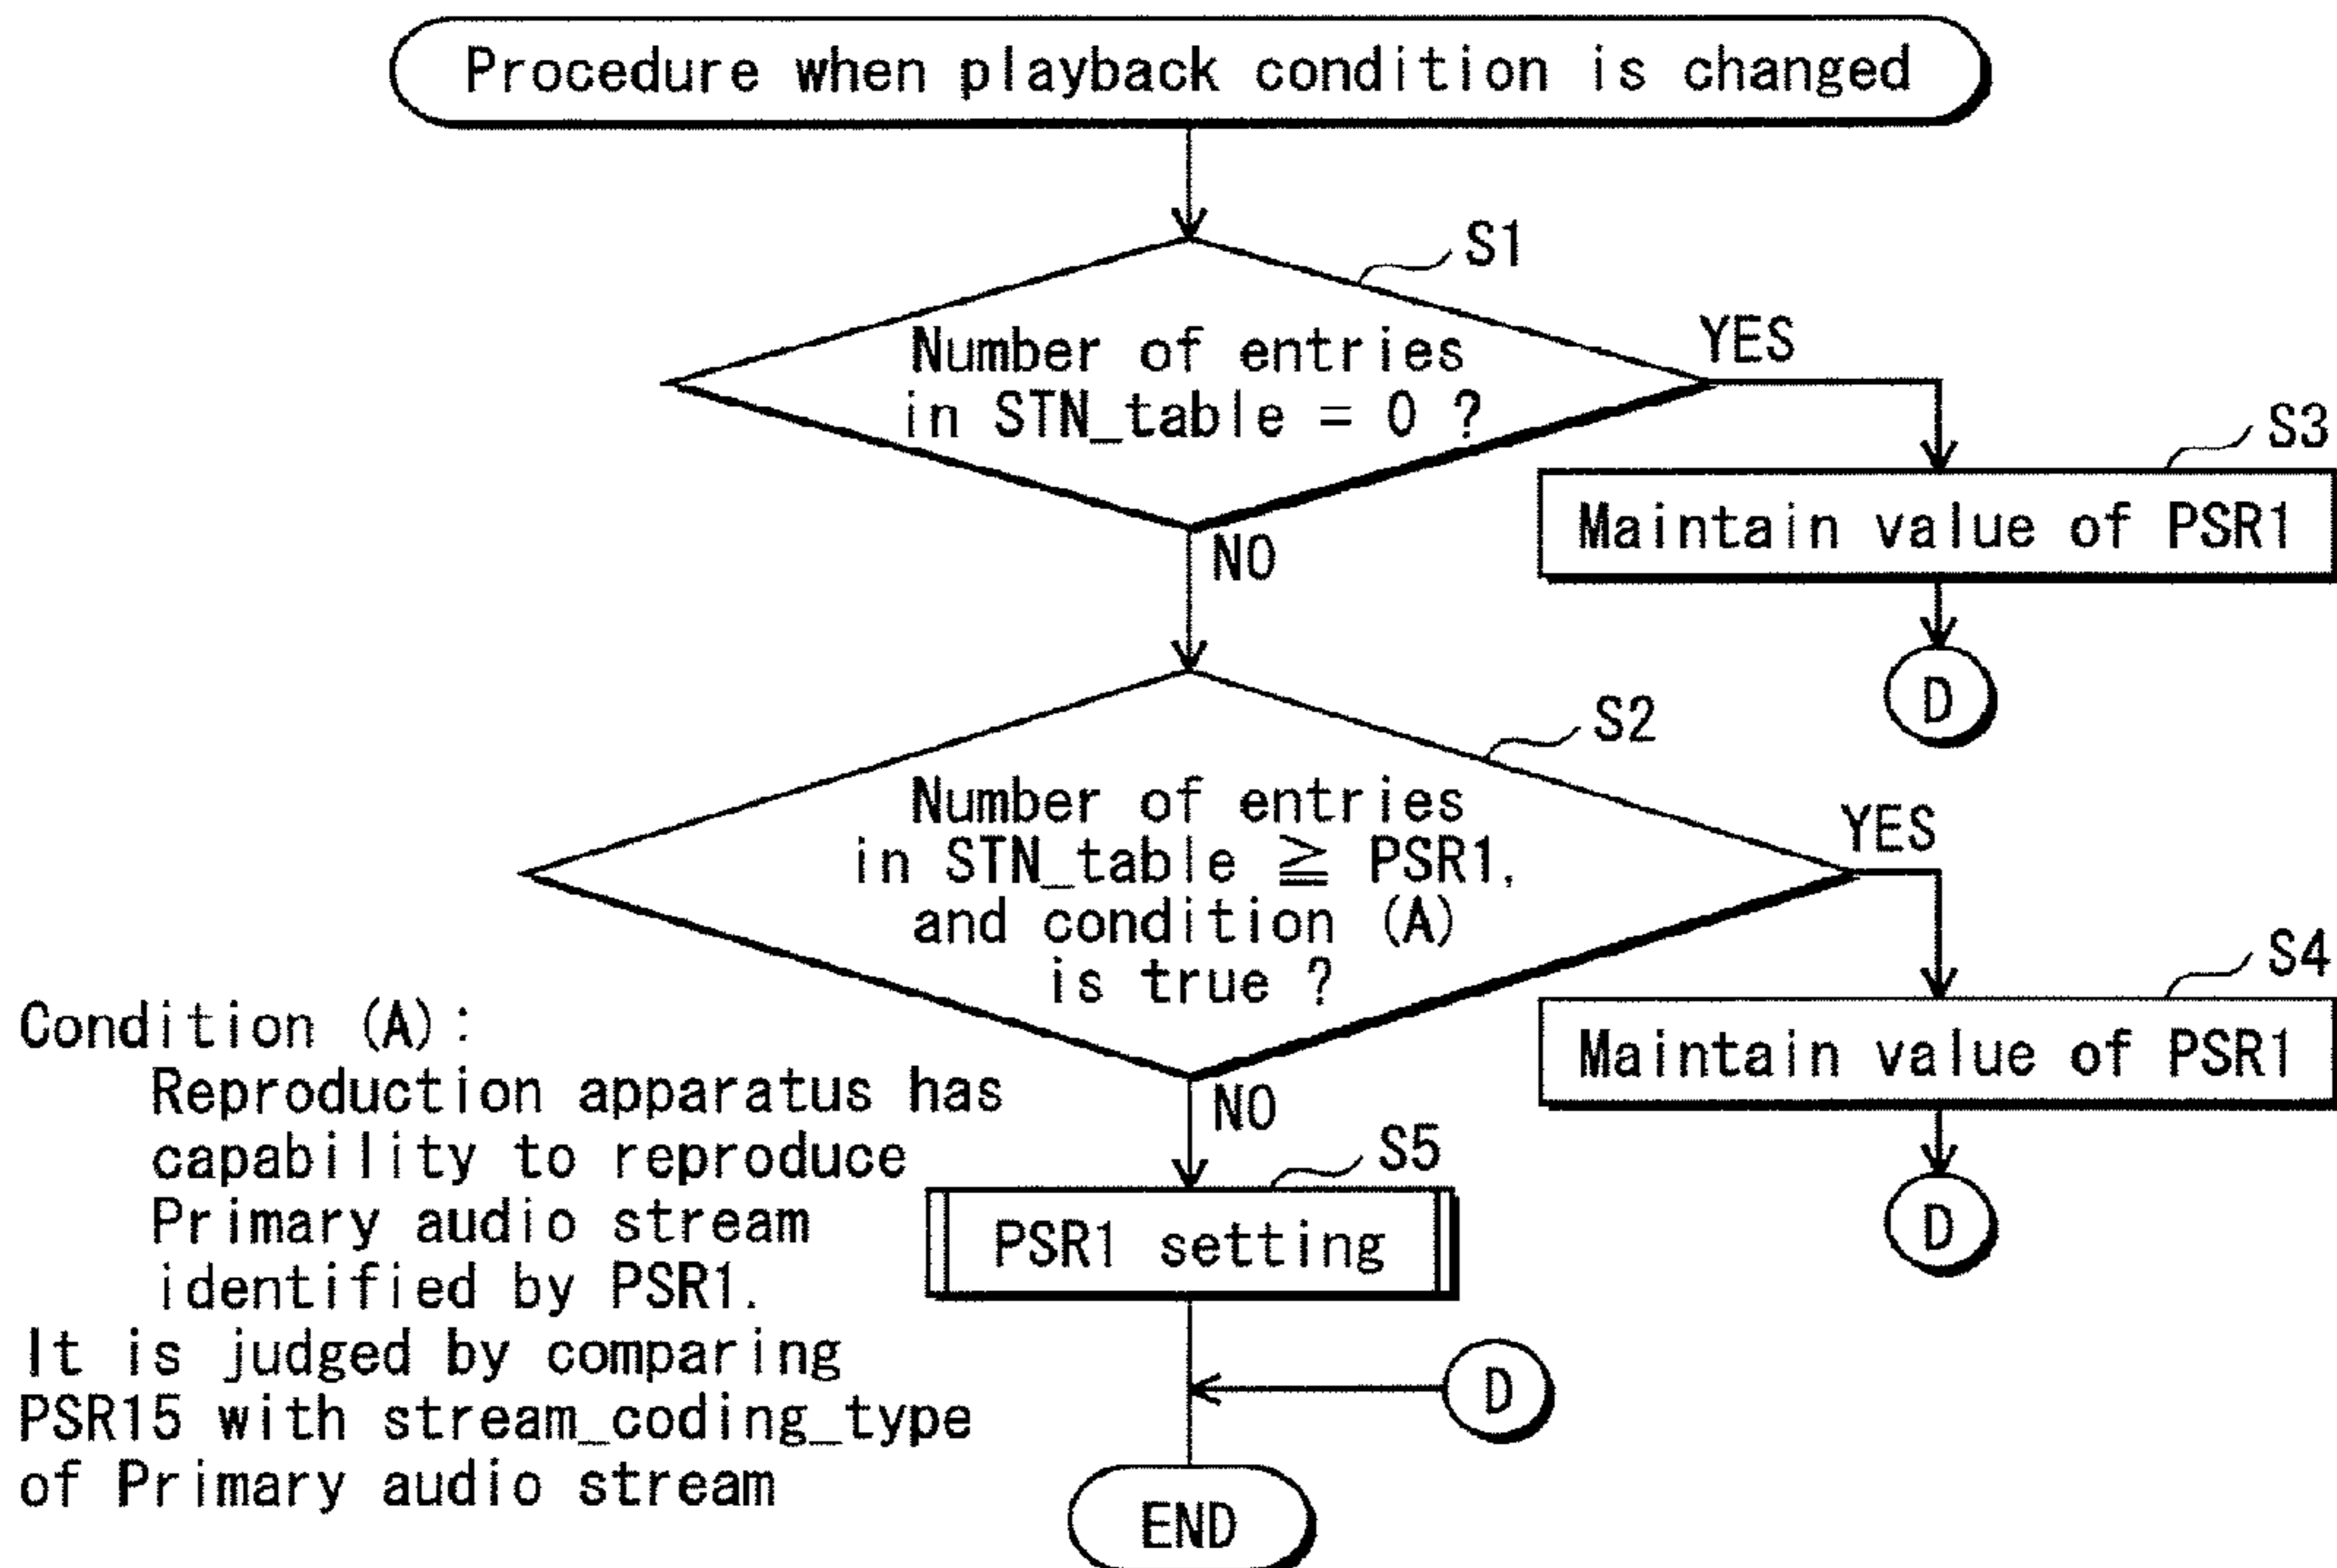 Procedure when playback condition is changed
S1
Number of entries
in STN_table = 0 ?
YES
S3
Maintain value of PSR1
D
NO
S2
Number of entries
in STN_table ≧ PSR1,
and condition (A)
is true ?
YES
S4
Maintain value of PSR1
D
NO
S5
PSR1 setting
D
END
Condition (A):
Reproduction apparatus has
capability to reproduce
Primary audio stream
identified by PSR1.
It is judged by comparing
PSR15 with stream_coding_type
of Primary audio stream